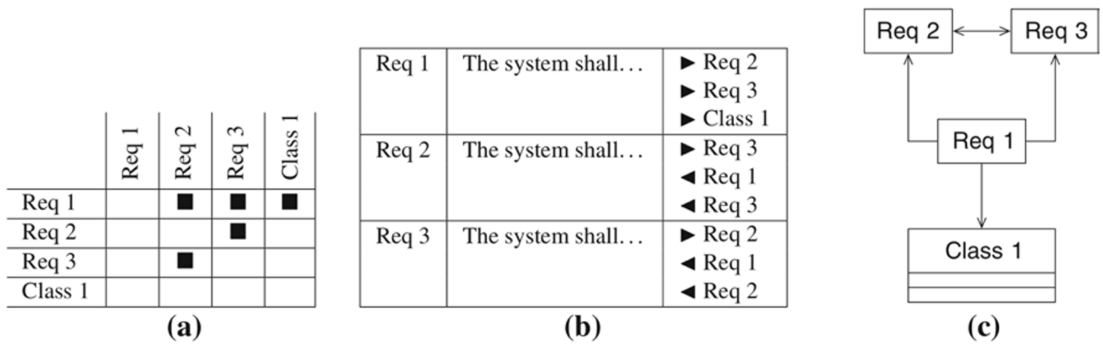 Req 1
Req 2
Req 3
Class 1
Req 1
Req 2
Req 3
Class 1
(a)
Req 1 The system shall... ► Req 2
► Req 3
► Class 1
Req 2 The system shall... ► Req 3
◄ Req 1
◄ Req 3
Req 3 The system shall... ► Req 2
◄ Req 1
◄ Req 2
(b)
Req 2
Req 3
Req 1
Class 1
(c)